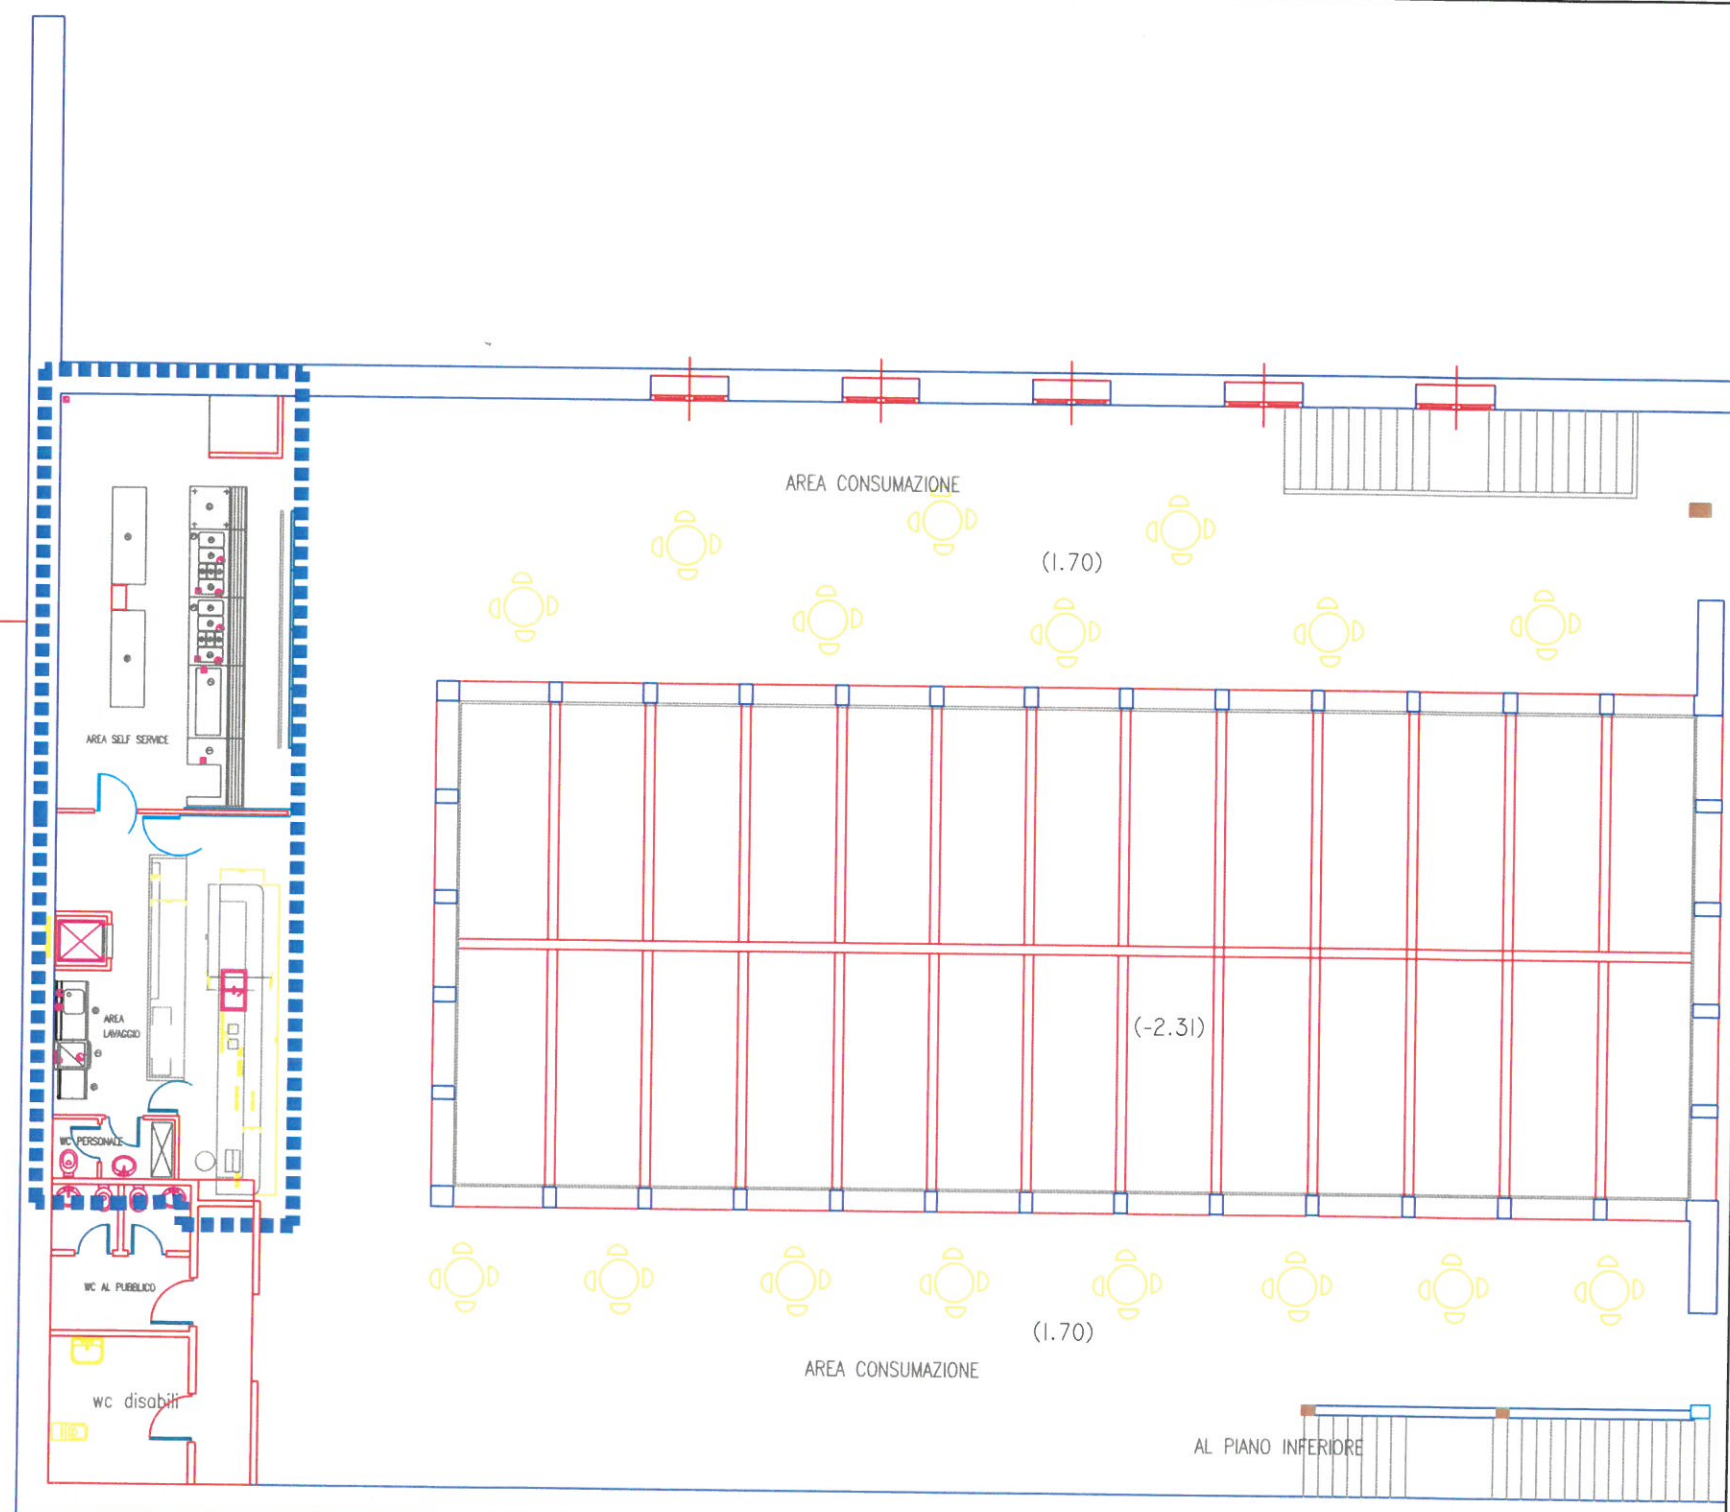 AREA CONSUMAZIONE
(1.70)
AREA SELF SERVICE
AREA
LAVAGGIO
(-2.31)
WC PERSONALE
WC AL PUBBLICO
(1.70)
AREA CONSUMAZIONE
wc disabili
AL PIANO INFERIORE